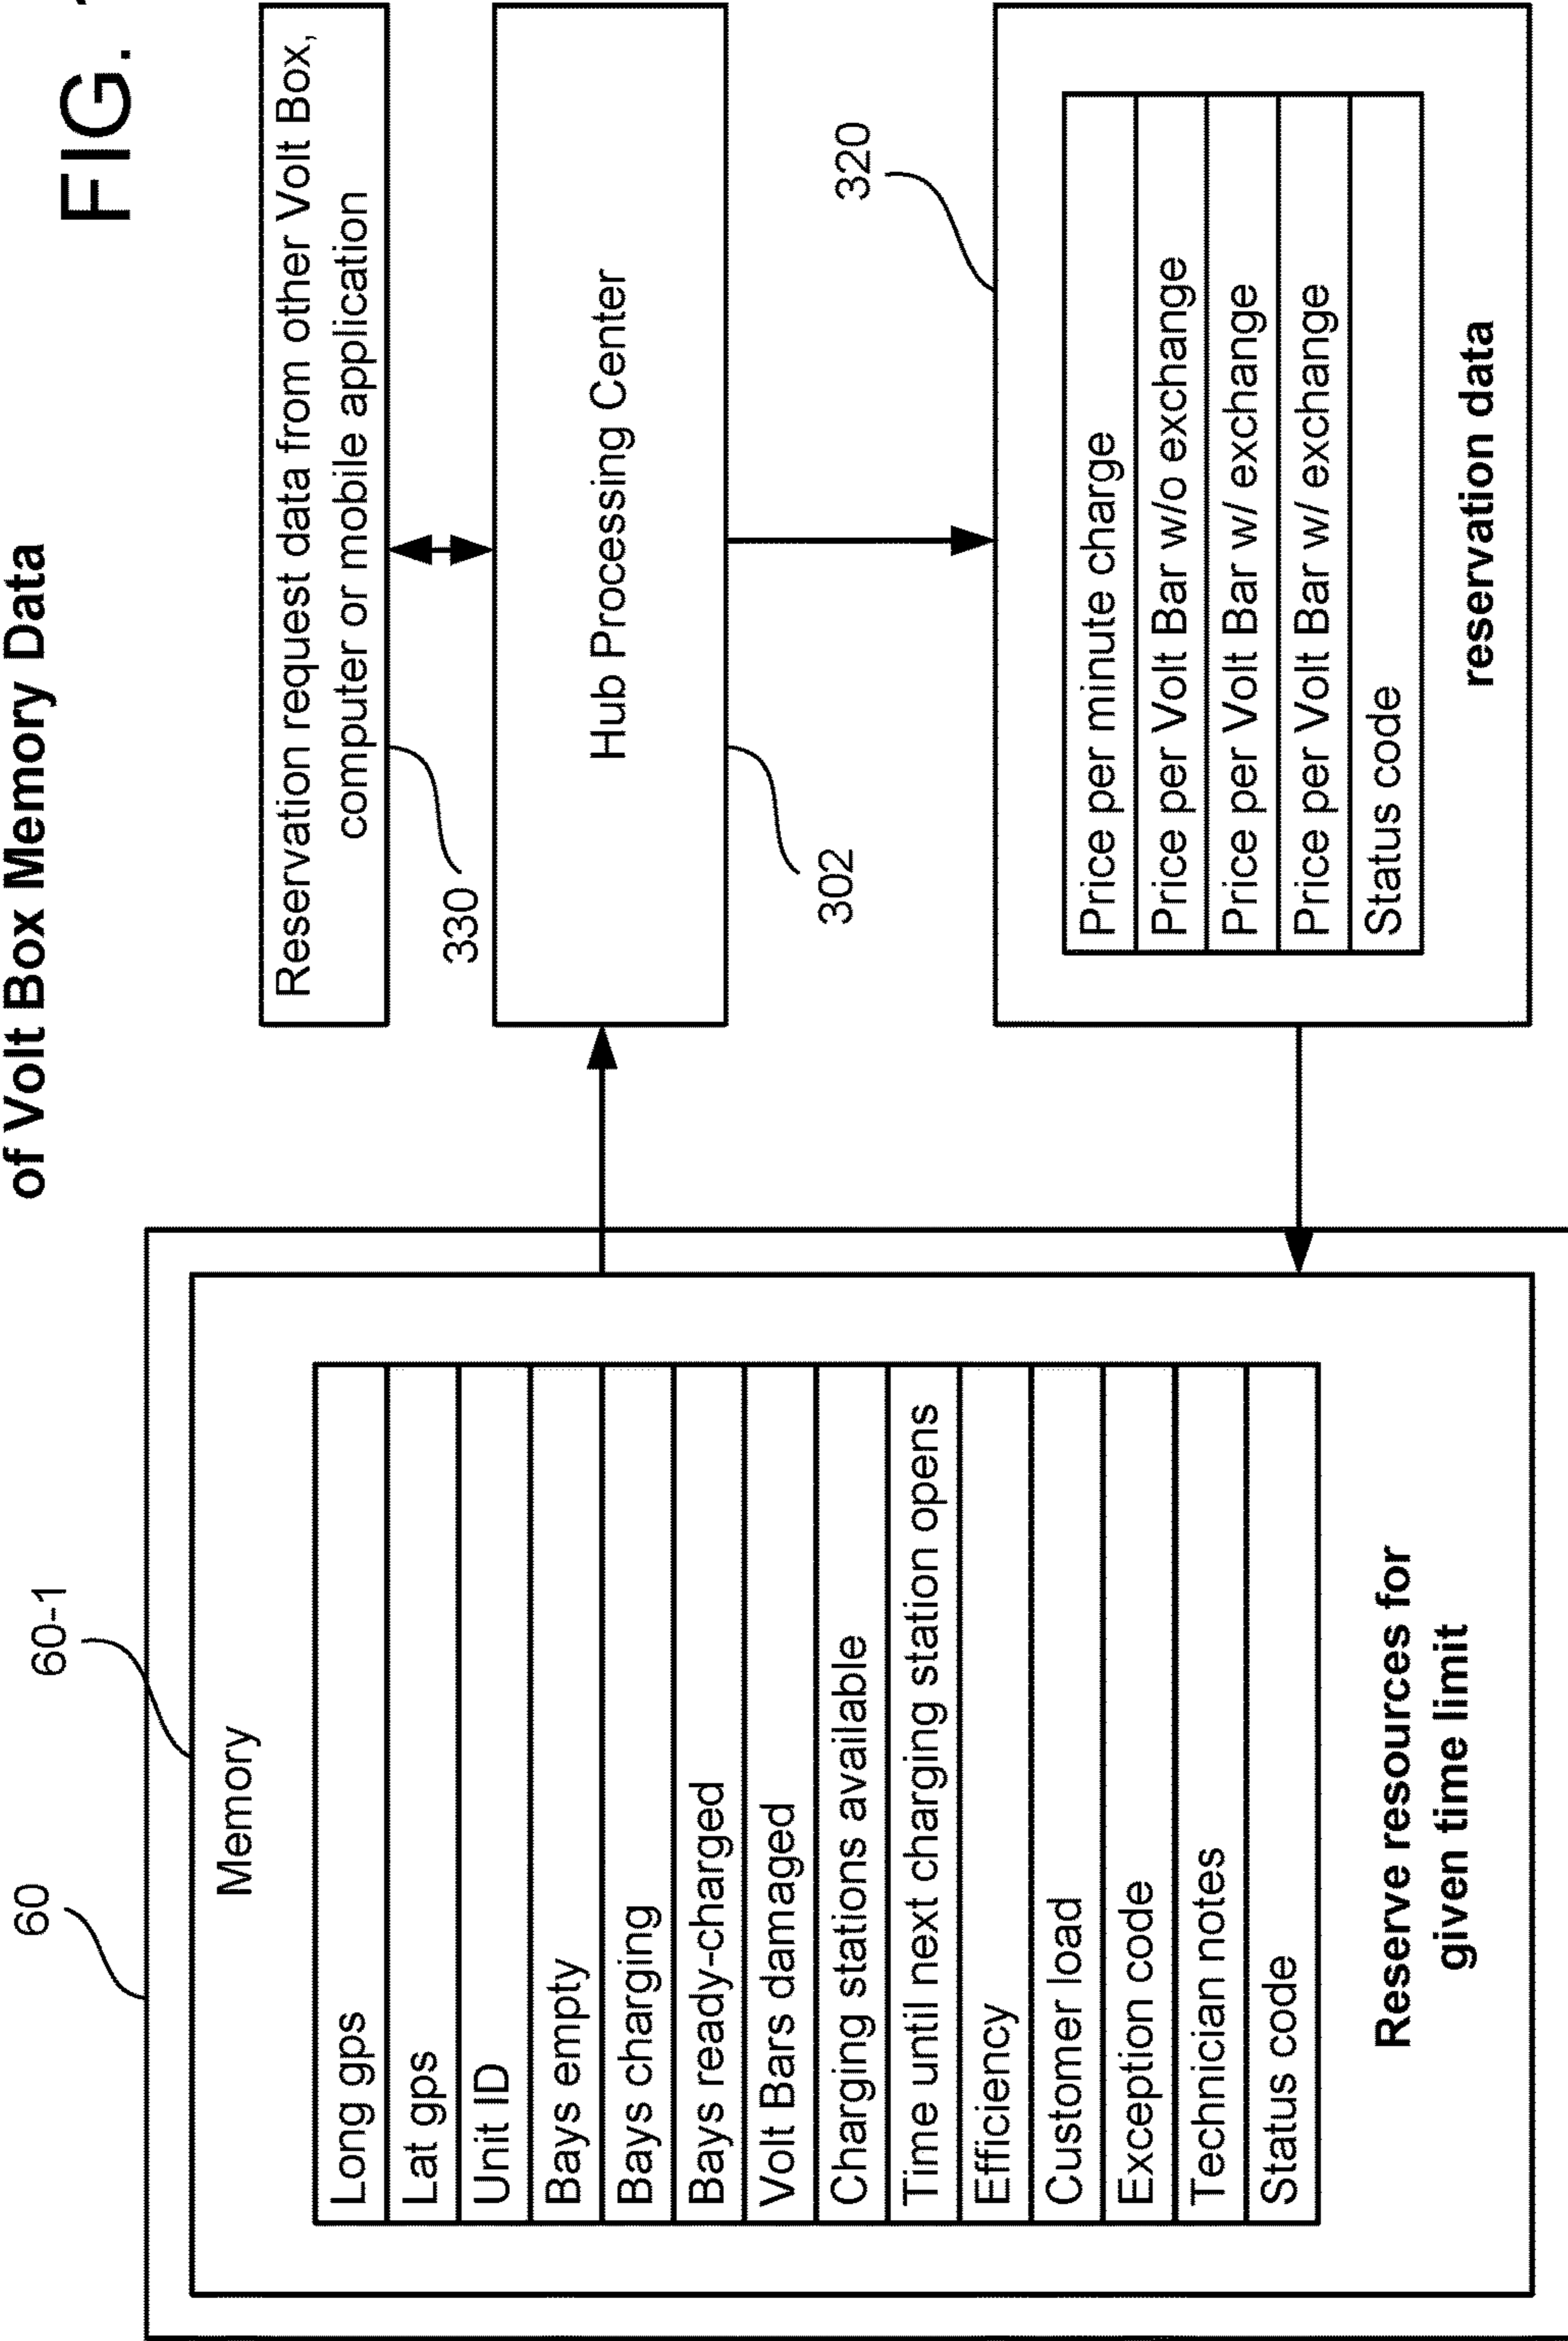 of Volt Box Memory Data
FIG.
60
60-1
Memory
Long gps
Lat gps
Unit ID
Bays empty
Bays charging
Bays ready-charged
Volt Bars damaged
Charging stations available
Time until next charging station opens
Efficiency
Customer load
Exception code
Technician notes
Status code
Reserve resources for
given time limit
Reservation request data from other Volt Box,
computer or mobile application
330
Hub Processing Center
302
320
Price per minute charge
Price per Volt Bar w/o exchange
Price per Volt Bar w/ exchange
Price per Volt Bar w/ exchange
Status code
reservation data